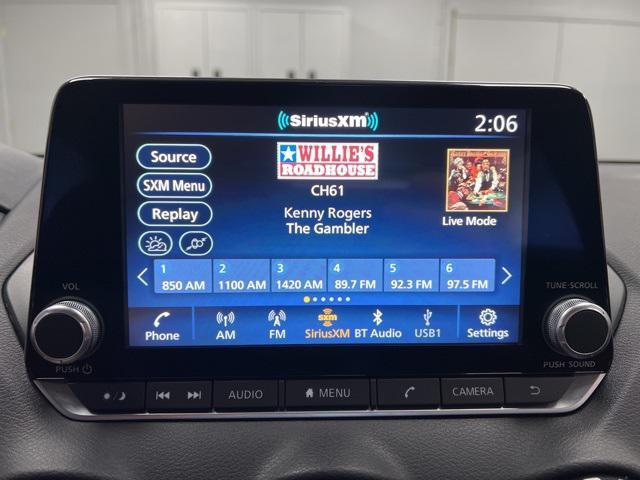 SiriusXM
2:06
Source
SXM Menu
Replay
WILLIE'S
ROADHOUSE
CH61
Kenny Rogers
The Gambler
Live Mode
1 2 3 4 5 6
850 AM 1100 AM 1420 AM 89.7 FM 92.3 FM 97.5 FM
Phone AM FM sxm SiriusXM BT Audio USB1 Settings
VOL
PUSH
TUNE·SCROLL
PUSH SOUND
AUDIO MENU CAMERA